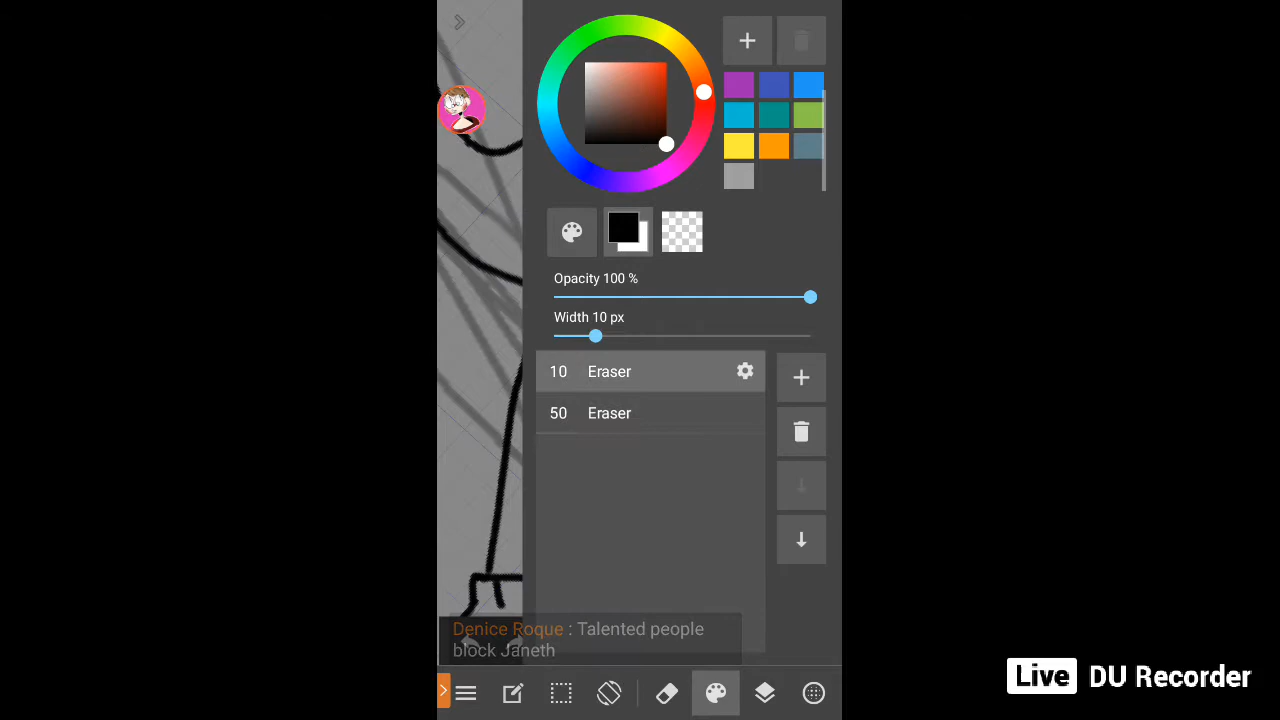 Opacity 100 %
Width 10 px
10 Eraser
50 Eraser
Denice Roque : Talented people
block Janeth
Live DU Recorder